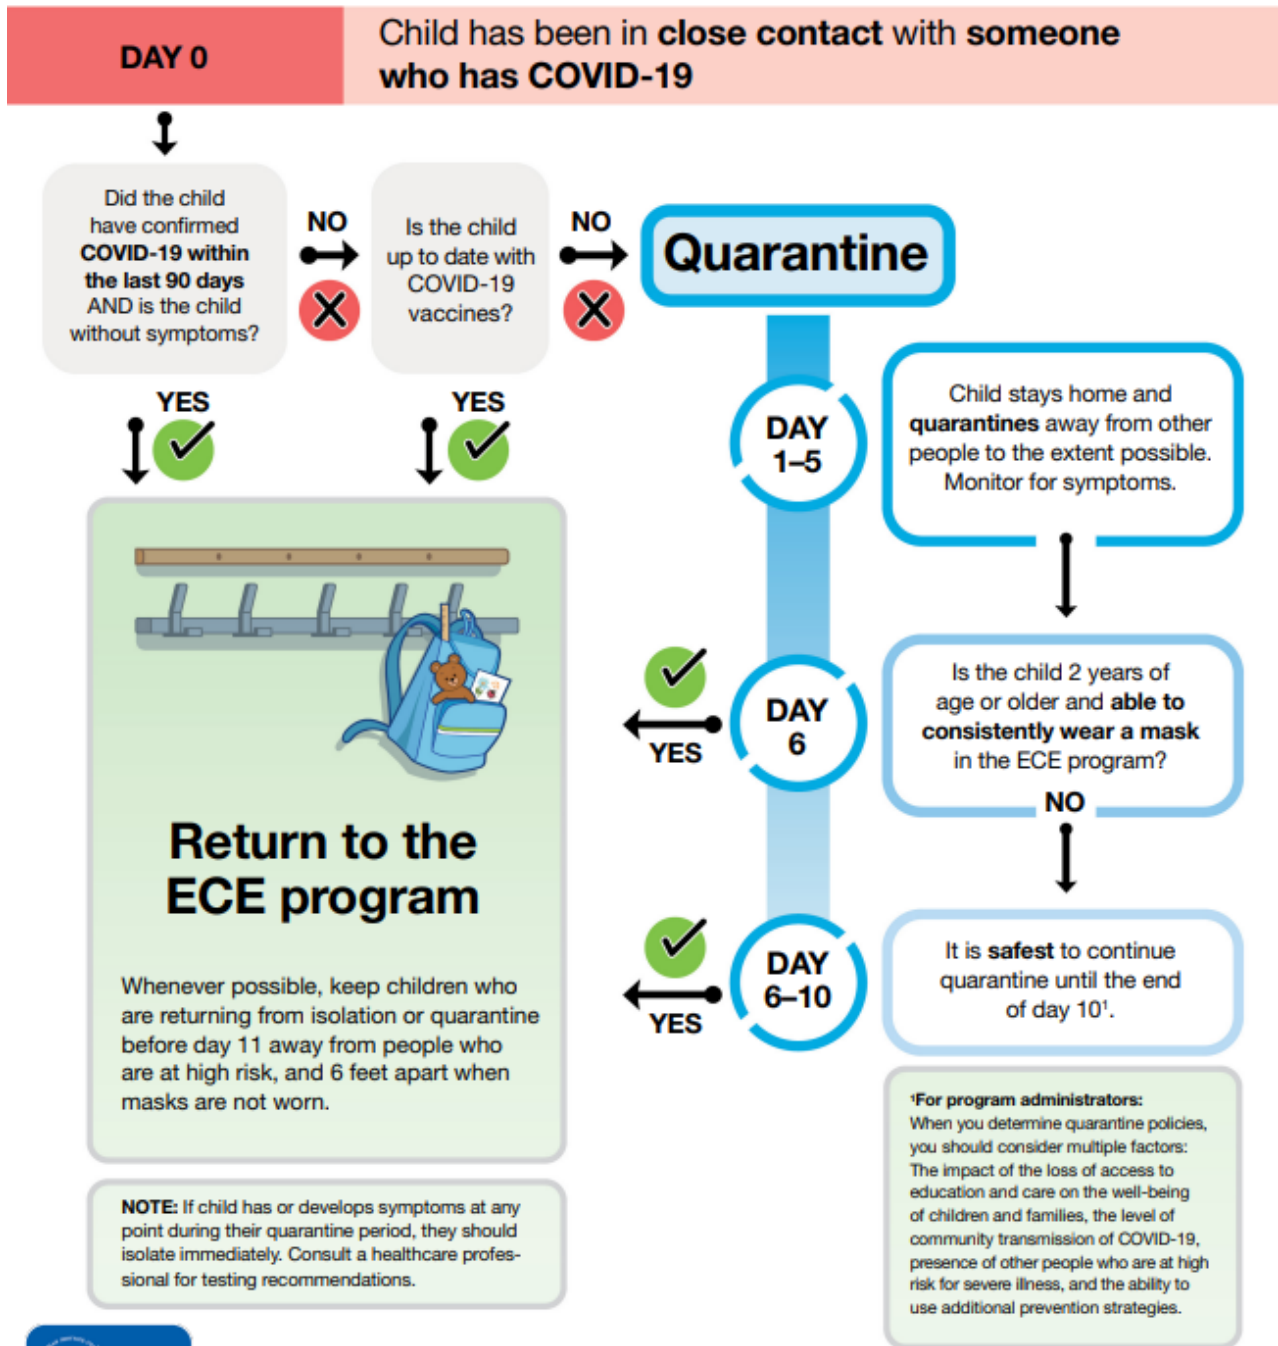 DAY 0
Child has been in close contact with someone
who has COVID-19
Did the child
have confirmed
COVID-19 within
the last 90 days
AND is the child
without symptoms?
NO
Is the child
up to date with
COVID-19
vaccines?
NO
Quarantine
YES
YES
DAY
1–5
Child stays home and
quarantines away from other
people to the extent possible.
Monitor for symptoms.
DAY
6
YES
Is the child 2 years of
age or older and able to
consistently wear a mask
in the ECE program?
NO
Return to the
ECE program
Whenever possible, keep children who
are returning from isolation or quarantine
before day 11 away from people who
are at high risk, and 6 feet apart when
masks are not worn.
DAY
6–10
YES
It is safest to continue
quarantine until the end
of day 10¹.
NOTE: If child has or develops symptoms at any
point during their quarantine period, they should
isolate immediately. Consult a healthcare profes-
sional for testing recommendations.
¹For program administrators:
When you determine quarantine policies,
you should consider multiple factors:
The impact of the loss of access to
education and care on the well-being
of children and families, the level of
community transmission of COVID-19,
presence of other people who are at high
risk for severe illness, and the ability to
use additional prevention strategies.